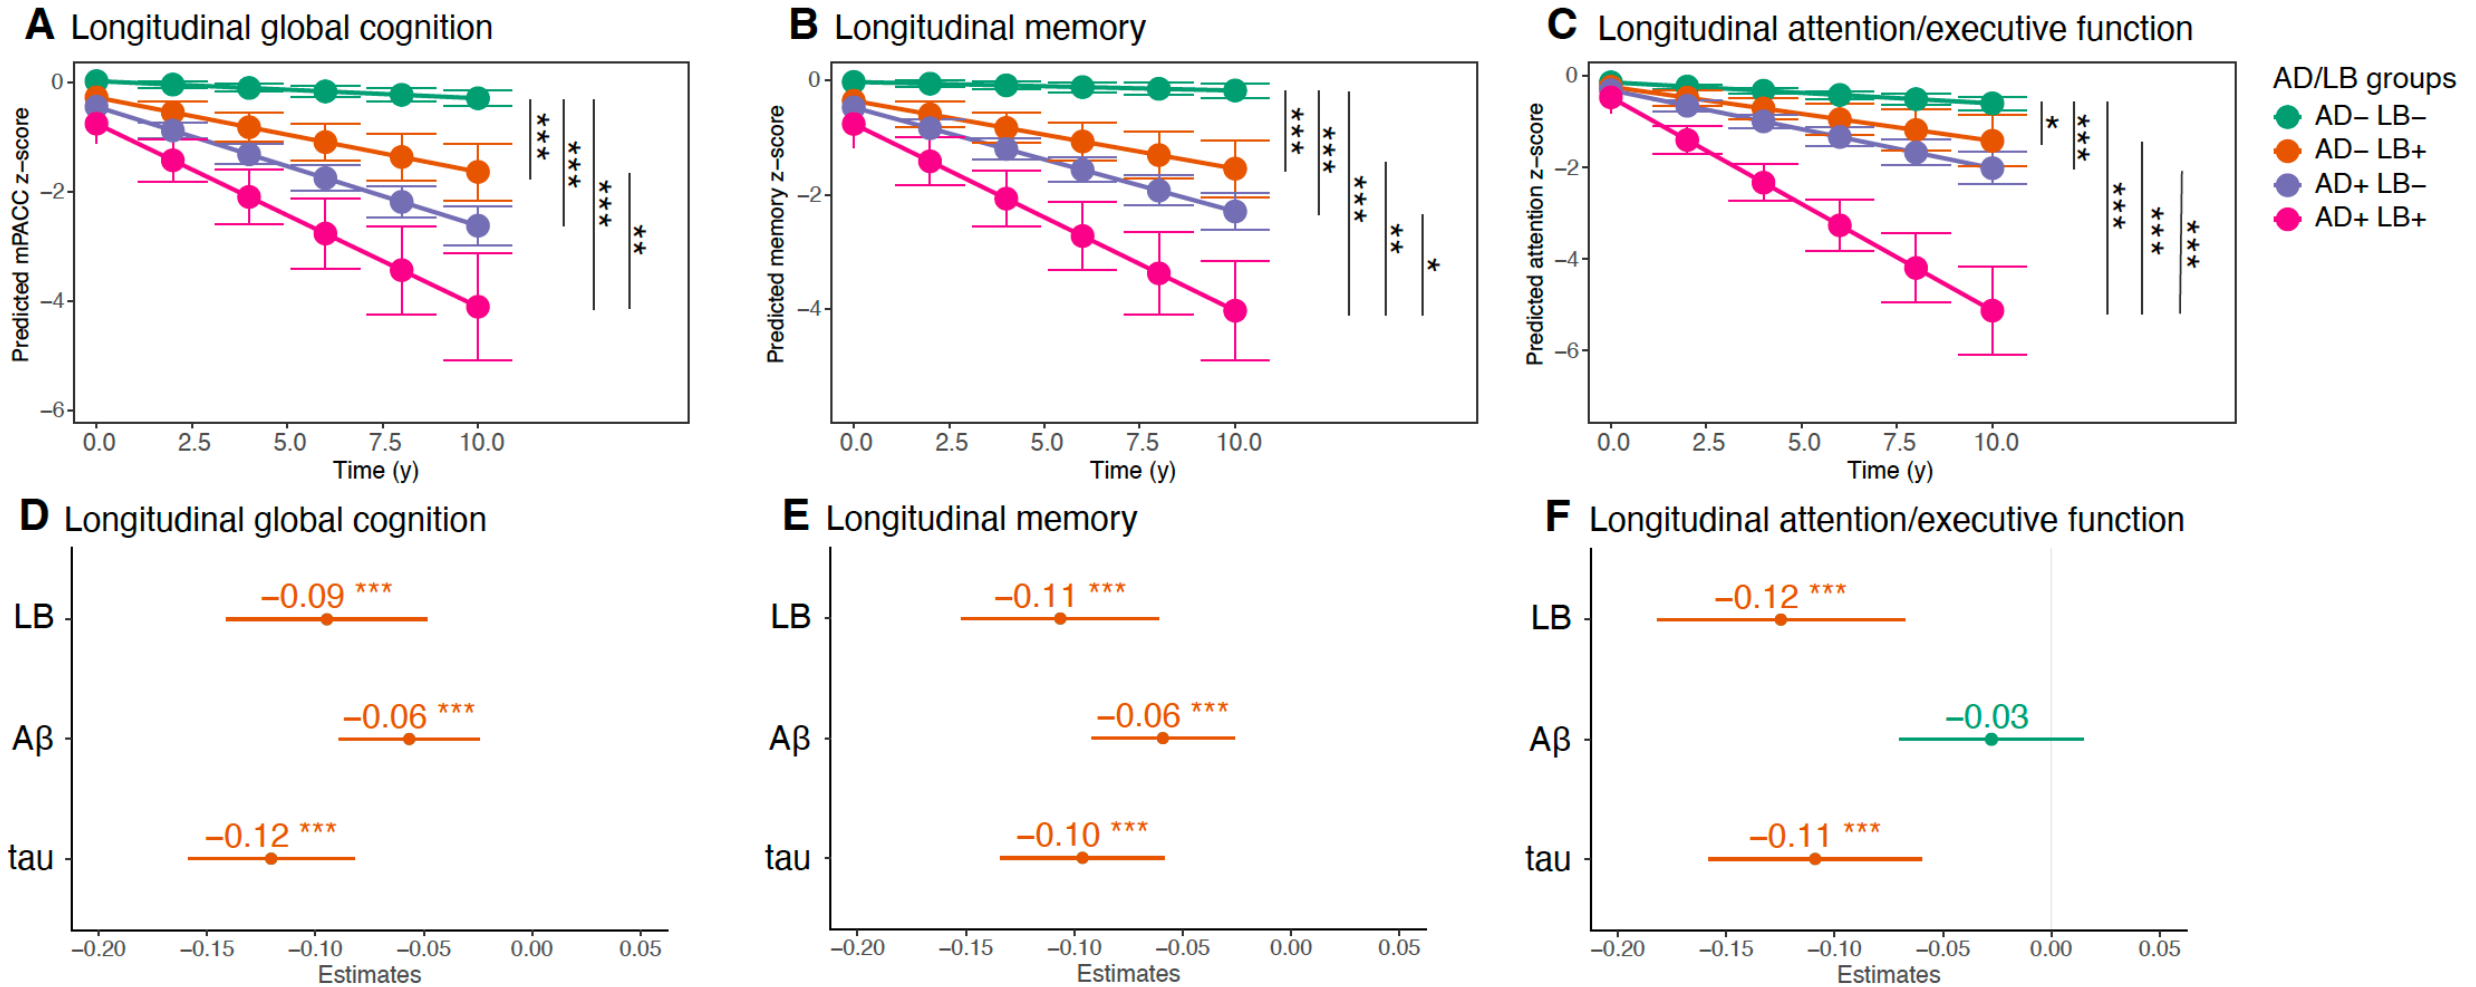 A Longitudinal global cognition
Predicted mPACC z−score
0
−2
−4
−6
0.0 2.5 5.0 7.5 10.0
Time (y)
***
***
***
**
B Longitudinal memory
Predicted memory z−score
0
−2
−4
0.0 2.5 5.0 7.5 10.0
Time (y)
***
***
***
**
*
C Longitudinal attention/executive function
Predicted attention z−score
0
−2
−4
−6
0.0 2.5 5.0 7.5 10.0
Time (y)
*
***
***
***
***
AD/LB groups
AD− LB−
AD− LB+
AD+ LB−
AD+ LB+
D Longitudinal global cognition
LB
−0.09 ***
Aβ
−0.06 ***
tau
−0.12 ***
−0.20 −0.15 −0.10 −0.05 0.00 0.05
Estimates
E Longitudinal memory
LB
−0.11 ***
Aβ
−0.06 ***
tau
−0.10 ***
−0.20 −0.15 −0.10 −0.05 0.00 0.05
Estimates
F Longitudinal attention/executive function
LB
−0.12 ***
Aβ
−0.03
tau
−0.11 ***
−0.20 −0.15 −0.10 −0.05 0.00 0.05
Estimates